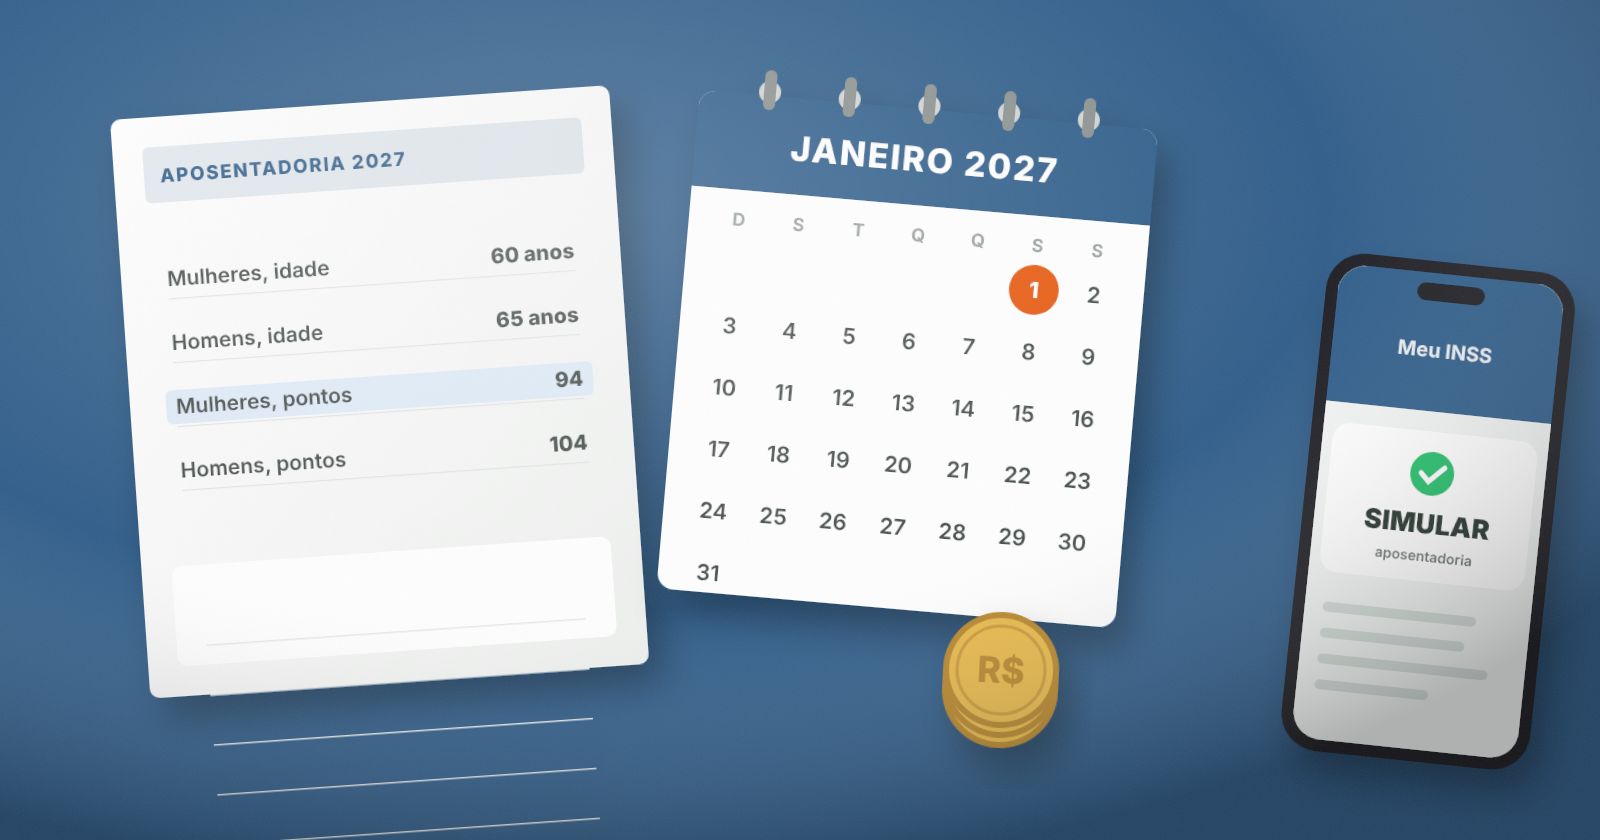 APOSENTADORIA 2027
Mulheres, idade 60 anos
Homens, idade 65 anos
Mulheres, pontos 94
Homens, pontos 104
JANEIRO 2027
D S T Q Q S S
1 2
3 4 5 6 7 8 9
10 11 12 13 14 15 16
17 18 19 20 21 22 23
24 25 26 27 28 29 30
31
R$
Meu INSS
SIMULAR
aposentadoria